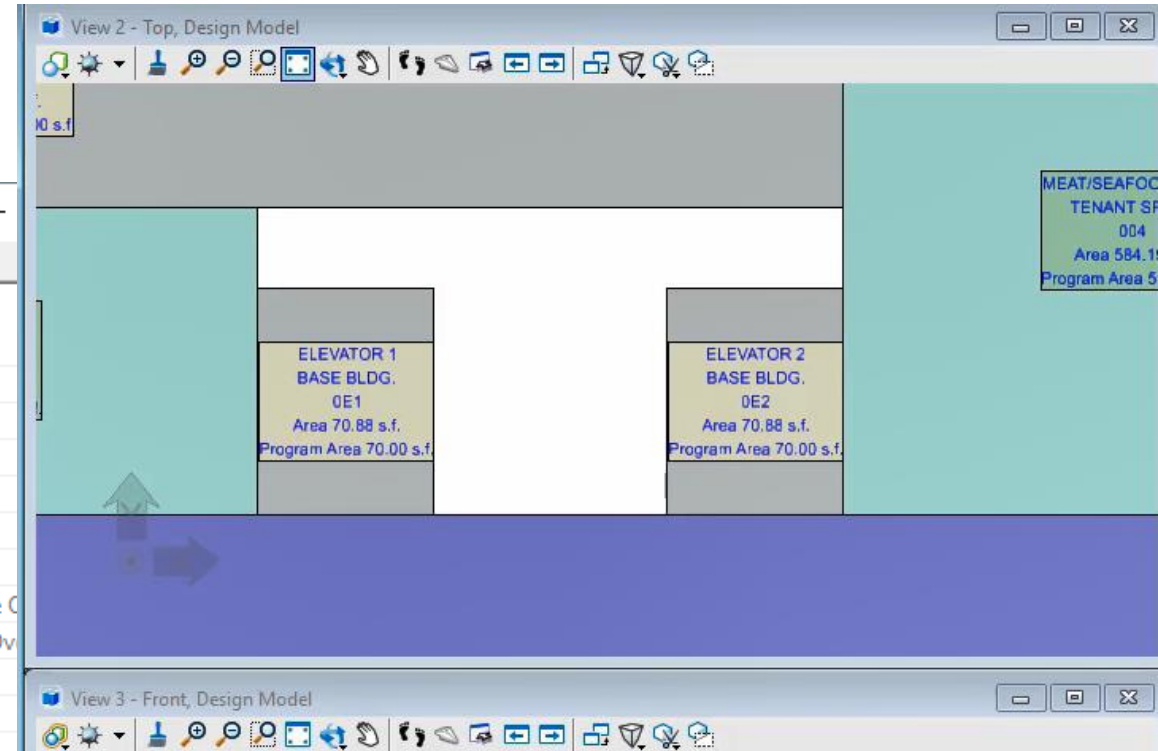 View 2 - Top, Design Model
00 s.f
MEAT/SEAFOO
TENANT SP
004
Area 584.19
Program Area 5
ELEVATOR 1
BASE BLDG.
0E1
Area 70.88 s.f.
Program Area 70.00 s.f.
ELEVATOR 2
BASE BLDG.
0E2
Area 70.88 s.f.
Program Area 70.00 s.f.
View 3 - Front, Design Model